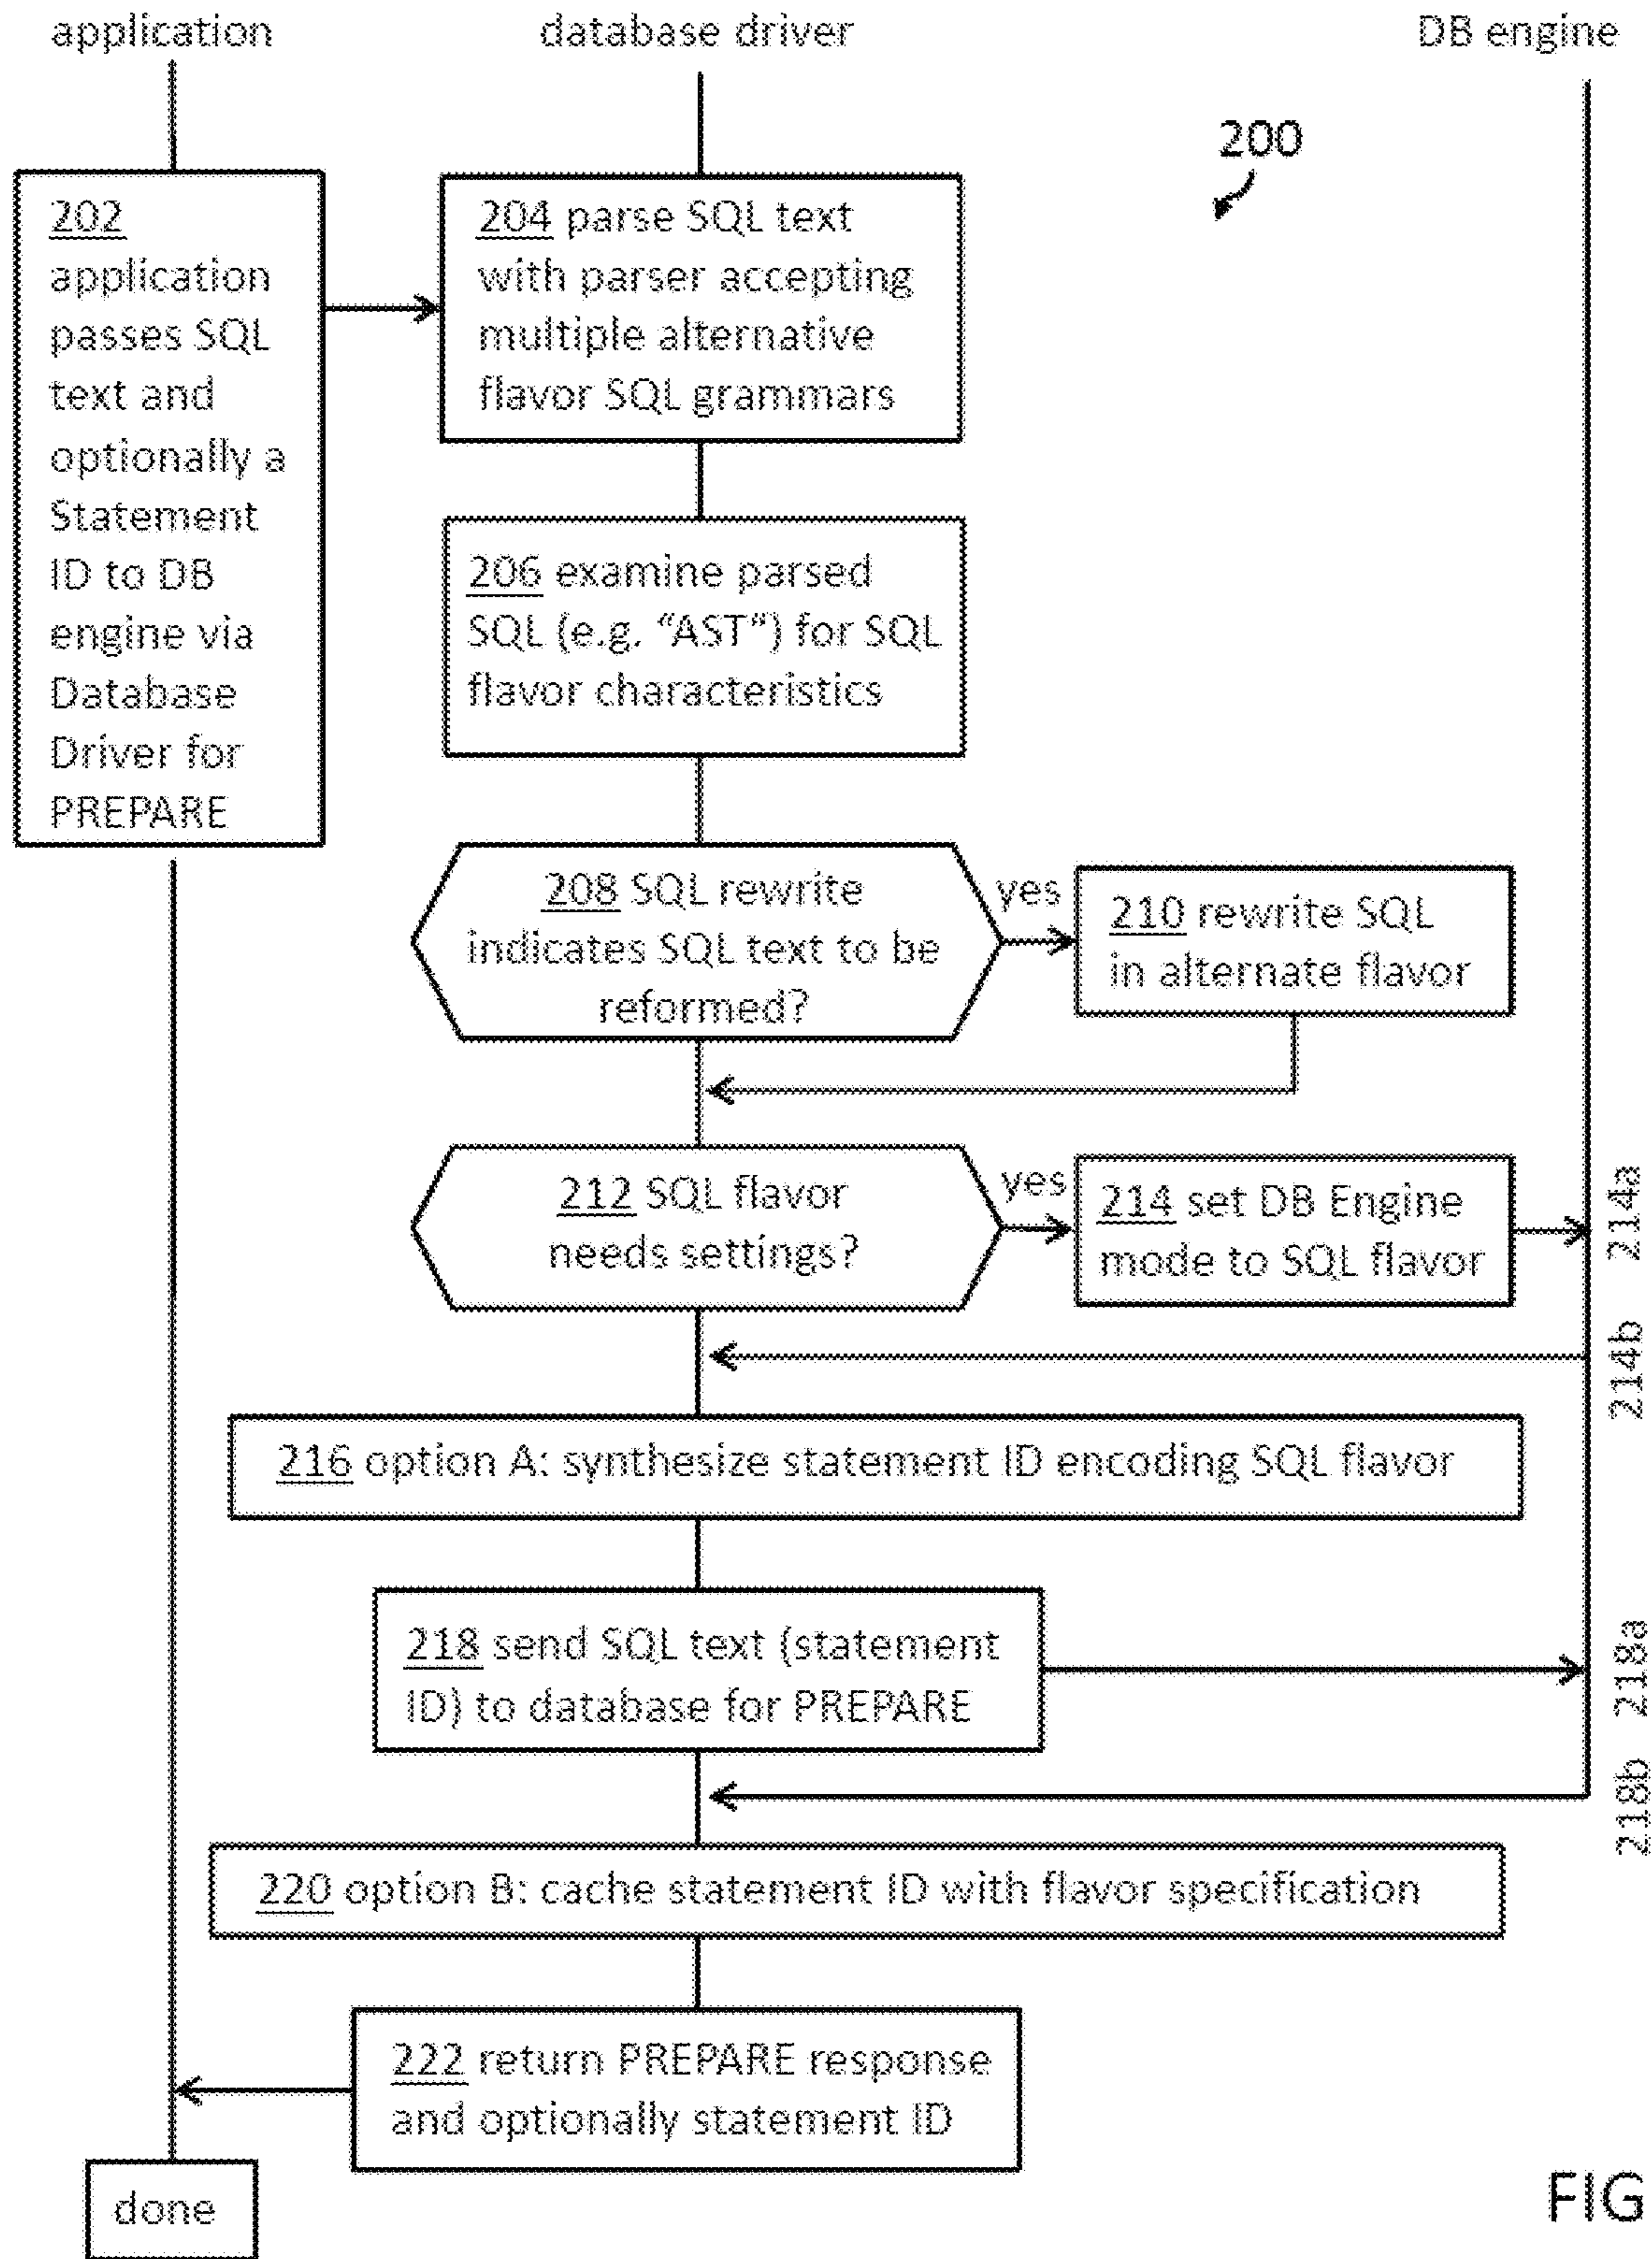 application
database driver
DB engine
200
202
application
passes SQL
text and
optionally a
Statement
ID to DB
engine via
Database
Driver for
PREPARE
204 parse SQL text
with parser accepting
multiple alternative
flavor SQL grammars
206 examine parsed
SQL (e.g. “AST”) for SQL
flavor characteristics
208 SQL rewrite
indicates SQL text to be
reformed?
yes
210 rewrite SQL
in alternate flavor
212 SQL flavor
needs settings?
yes
214 set DB Engine
mode to SQL flavor
214a
214b
216 option A: synthesize statement ID encoding SQL flavor
218 send SQL text (statement
ID) to database for PREPARE
218a
218b
220 option B: cache statement ID with flavor specification
222 return PREPARE response
and optionally statement ID
done
FIG